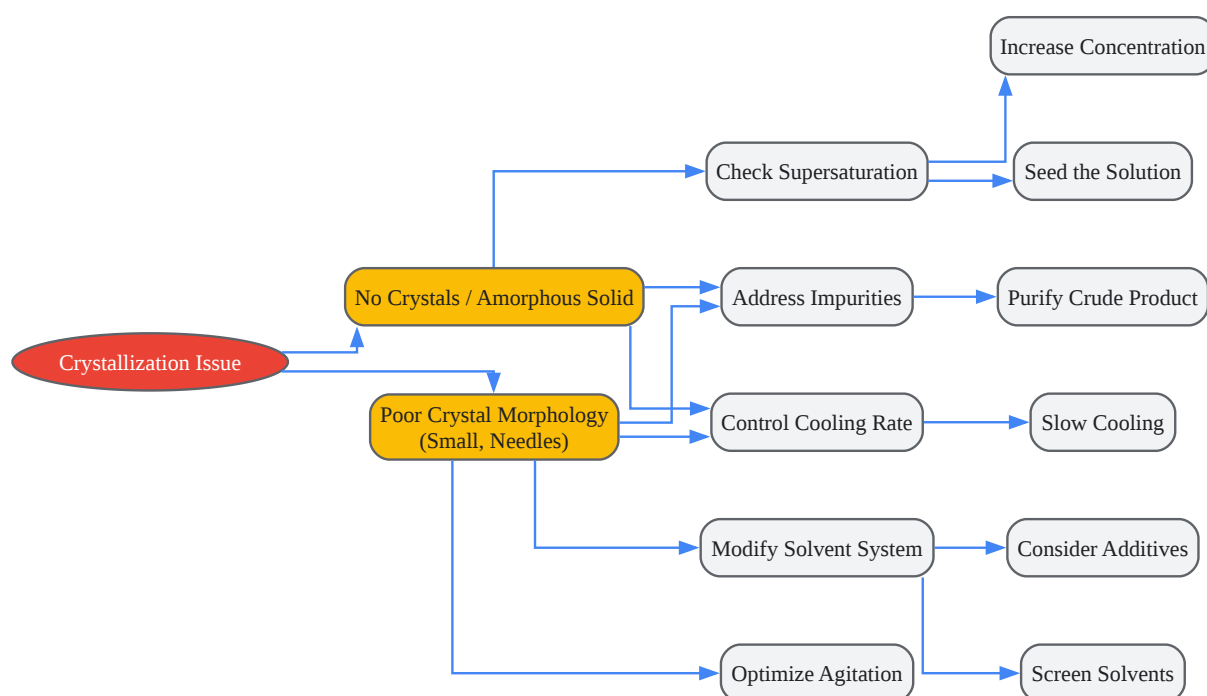 Increase Concentration
Check Supersaturation
Seed the Solution
No Crystals / Amorphous Solid
Address Impurities
Purify Crude Product
Crystallization Issue
Poor Crystal Morphology
(Small, Needles)
Control Cooling Rate
Slow Cooling
Modify Solvent System
Consider Additives
Optimize Agitation
Screen Solvents